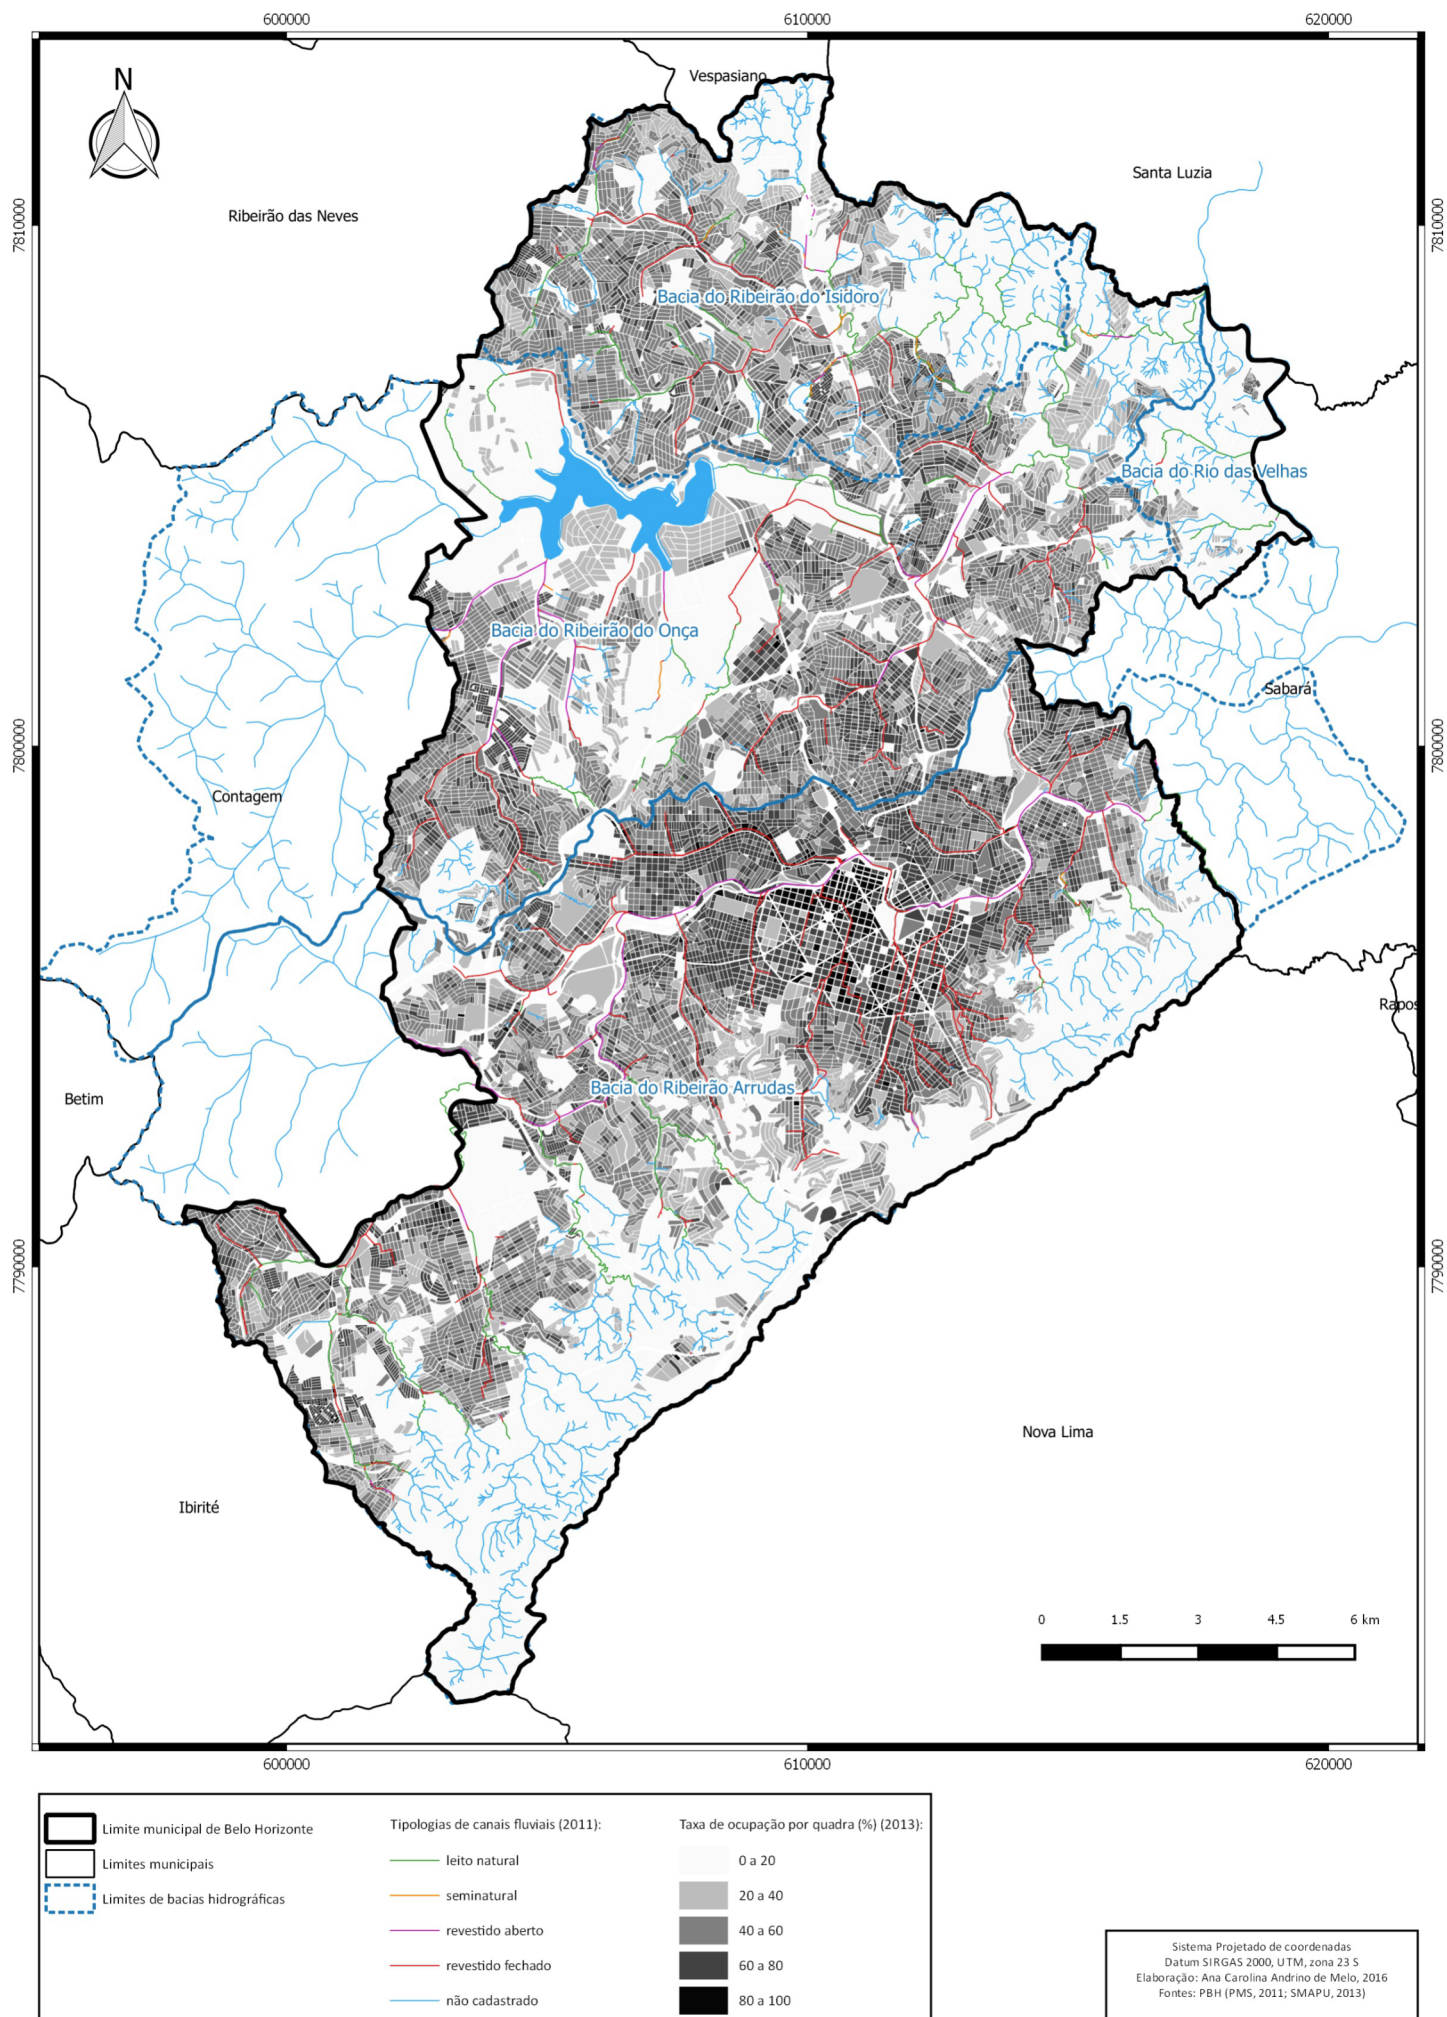 600000
610000
620000
N
Vespasiano
Santa Luzia
Ribeirão das Neves
7810000
7810000
Bacia do Ribeirão do Isidoro
Bacia do Rio das Velhas
Bacia do Ribeirão do Onça
Sabará
7800000
7800000
Contagem
Rapos
Bacia do Ribeirão Arrudas
Betim
7790000
7790000
Nova Lima
Ibirité
0 1.5 3 4.5 6 km
600000
610000
620000
Limite municipal de Belo Horizonte
Limites municipais
Limites de bacias hidrográficas
Tipologias de canais fluviais (2011):
leito natural
seminatural
revestido aberto
revestido fechado
não cadastrado
Taxa de ocupação por quadra (%) (2013):
0 a 20
20 a 40
40 a 60
60 a 80
80 a 100
Sistema Projetado de coordenadas
Datum SIRGAS 2000, UTM, zona 23 S
Elaboração: Ana Carolina Andrino de Melo, 2016
Fontes: PBH (PMS, 2011; SMAPU, 2013)